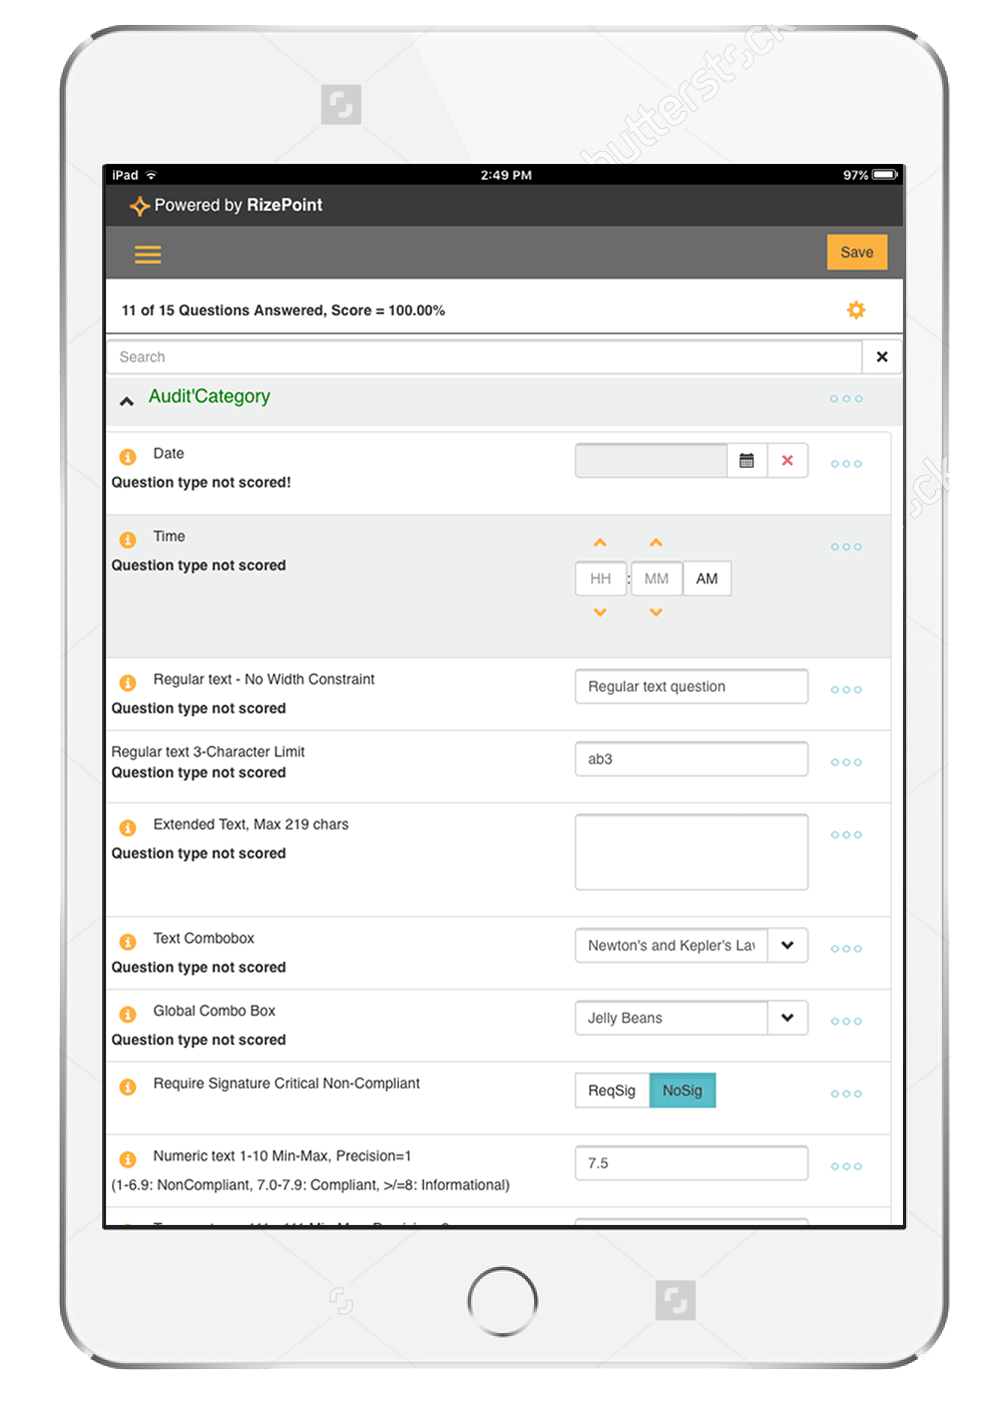 shutterstock
iPad 2:49 PM 97%
Powered by RizePoint
Save
11 of 15 Questions Answered, Score = 100.00%
Search
Audit'Category
Date
Question type not scored!
Time
Question type not scored
HH : MM AM
Regular text - No Width Constraint
Regular text question
Question type not scored
Regular text 3-Character Limit
ab3
Question type not scored
Extended Text, Max 219 chars
Question type not scored
Text Combobox
Newton's and Kepler's La
Question type not scored
Global Combo Box
Jelly Beans
Question type not scored
Require Signature Critical Non-Compliant
ReqSig NoSig
Numeric text 1-10 Min-Max, Precision=1
7.5
(1-6.9: NonCompliant, 7.0-7.9: Compliant, >/=8: Informational)